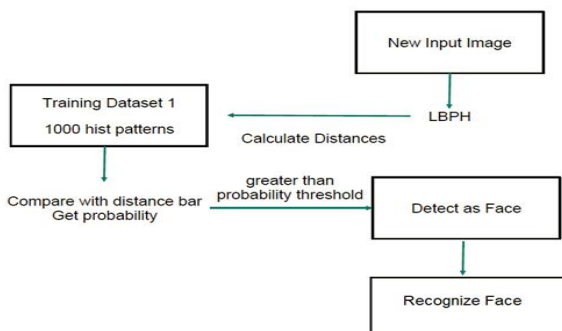 New Input Image
Training Dataset 1
1000 hist patterns
LBPH
Calculate Distances
Compare with distance bar
Get probability
greater than
probability threshold
Detect as Face
Recognize Face